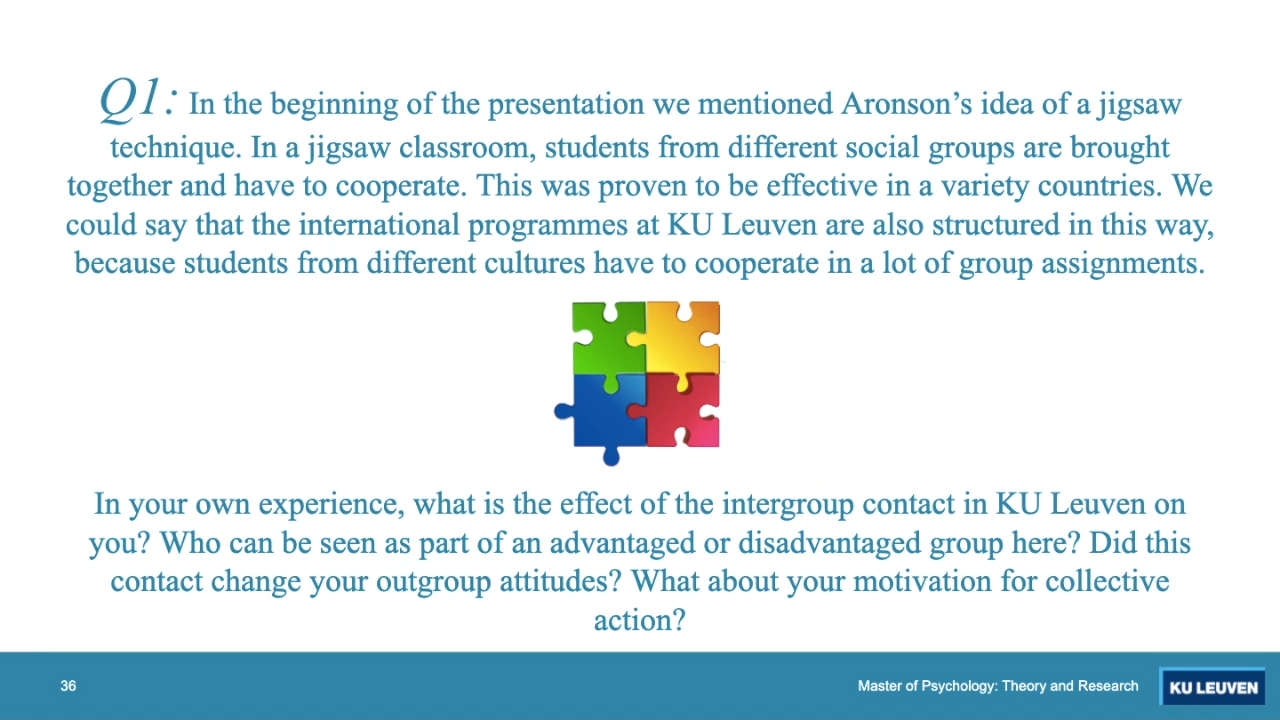 Q1: In the beginning of the presentation we mentioned Aronson’s idea of a jigsaw
technique. In a jigsaw classroom, students from different social groups are brought
together and have to cooperate. This was proven to be effective in a variety countries. We
could say that the international programmes at KU Leuven are also structured in this way,
because students from different cultures have to cooperate in a lot of group assignments.
In your own experience, what is the effect of the intergroup contact in KU Leuven on
you? Who can be seen as part of an advantaged or disadvantaged group here? Did this
contact change your outgroup attitudes? What about your motivation for collective
action?
36
Master of Psychology: Theory and Research
KU LEUVEN